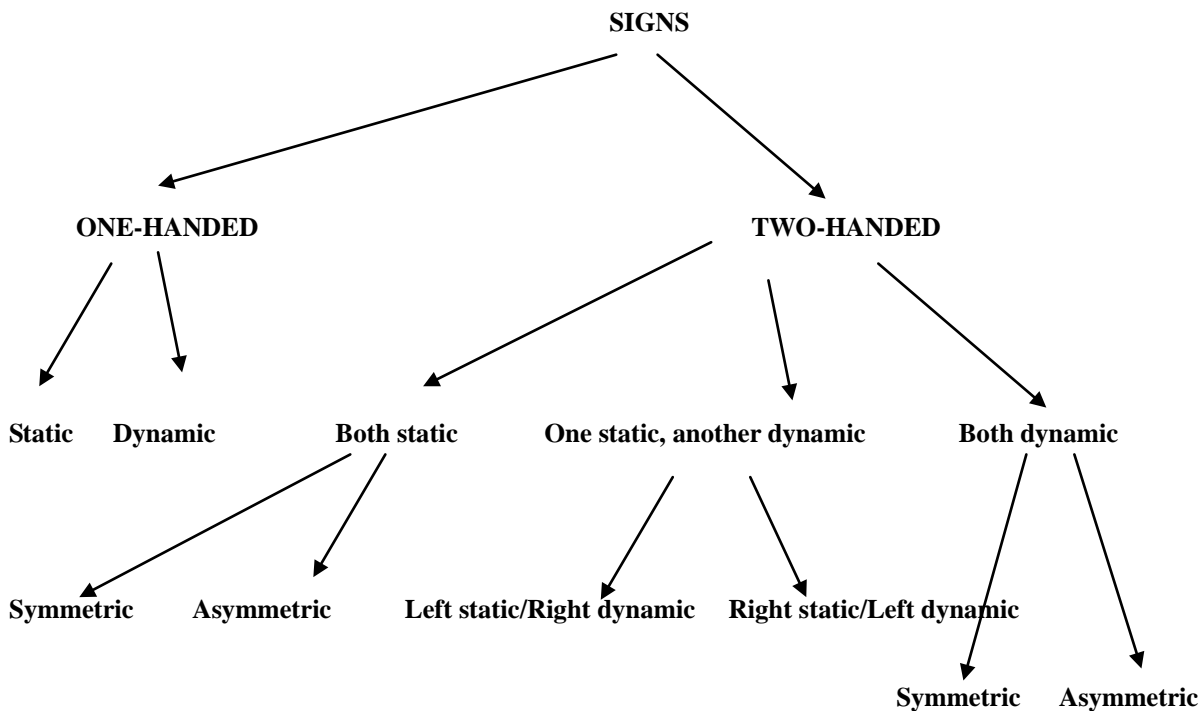 SIGNS
ONE-HANDED TWO-HANDED
Static Dynamic Both static One static, another dynamic Both dynamic
Symmetric Asymmetric Left static/Right dynamic Right static/Left dynamic
Symmetric Asymmetric